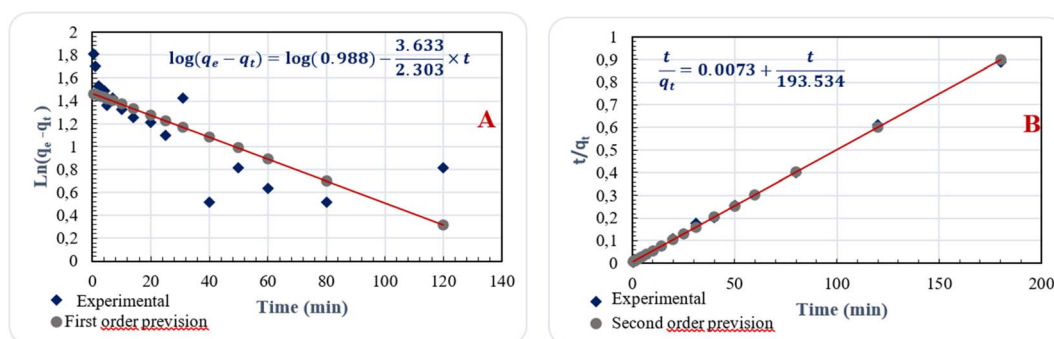 2
1,8
1,6
1,4
1,2
1
0,8
0,6
0,4
0,2
0
Ln(qe -qt)
log(qe − qt) = log(0.988) − 3.633/2.303 × t
A
0 20 40 60 80 100 120 140
Time (min)
Experimental
First order prevision
1
0,9
0,8
0,7
0,6
0,5
0,4
0,3
0,2
0,1
0
t/qt
t/qt = 0.0073 + t/193.534
B
0 50 100 150 200
Time (min)
Experimental
Second order prevision